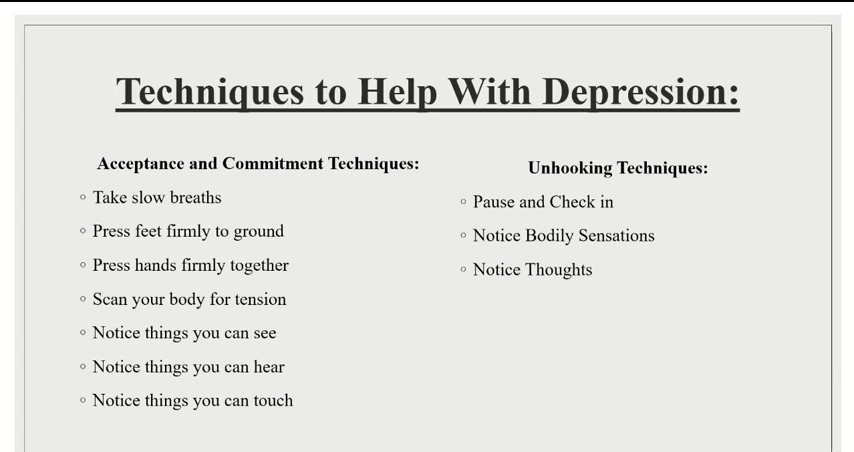 Techniques to Help With Depression:
Acceptance and Commitment Techniques:
◦ Take slow breaths
◦ Press feet firmly to ground
◦ Press hands firmly together
◦ Scan your body for tension
◦ Notice things you can see
◦ Notice things you can hear
◦ Notice things you can touch
Unhooking Techniques:
◦ Pause and Check in
◦ Notice Bodily Sensations
◦ Notice Thoughts